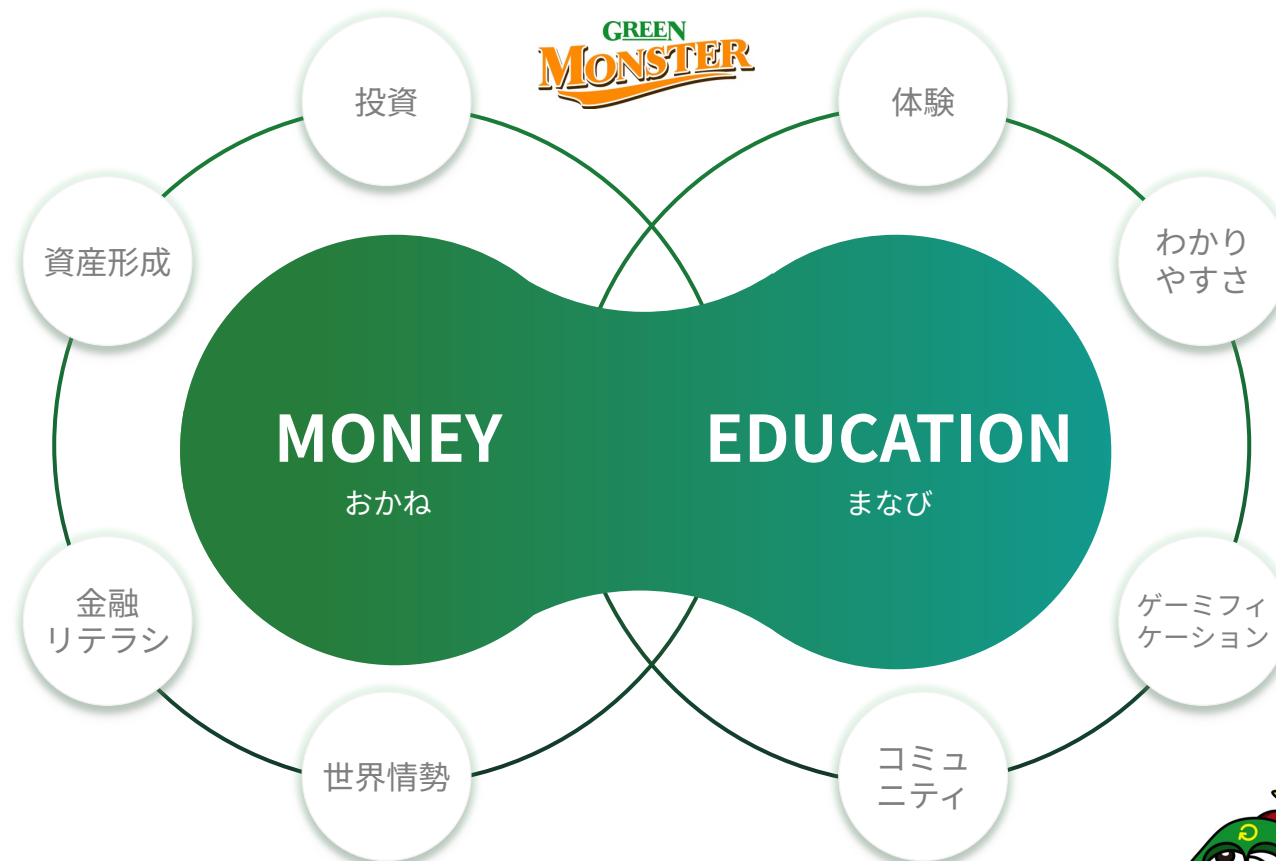 GREEN
MONSTER
投資
体験
資産形成
わかり
やすさ
MONEY
おかね
EDUCATION
まなび
金融
リテラシ
ゲーミフィ
ケーション
世界情勢
コミュ
ニティ